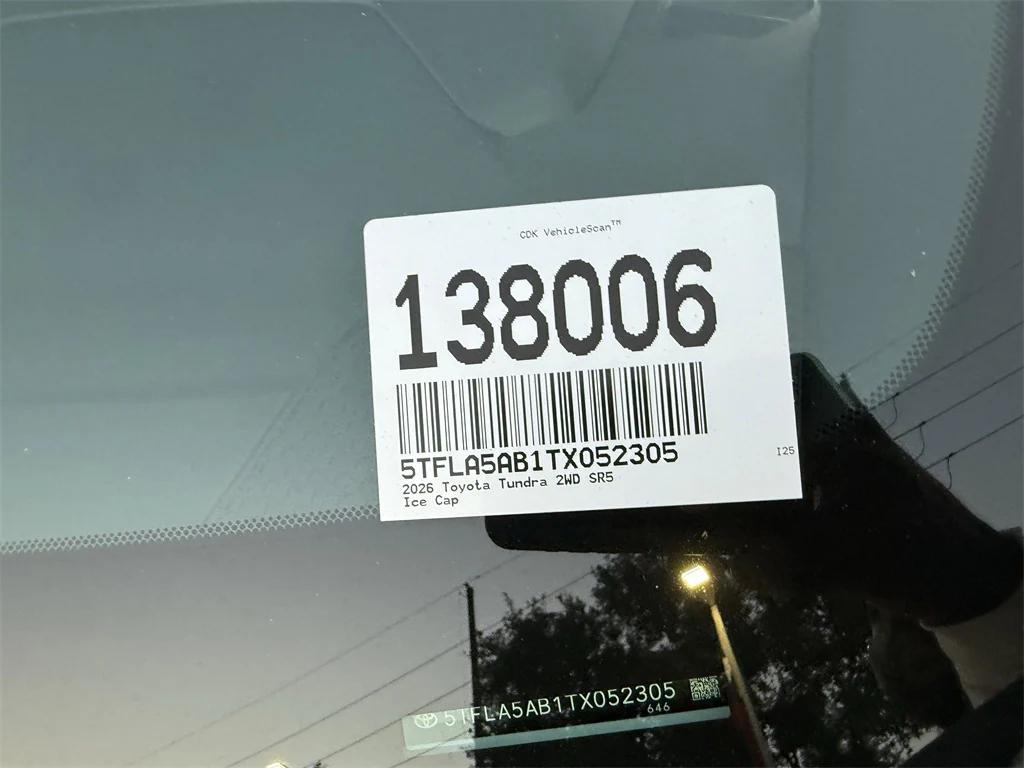 CDK VehicleScan™
138006
5TFLA5AB1TX052305
I25
2026 Toyota Tundra 2WD SR5
Ice Cap
5TFLA5AB1TX052305
646